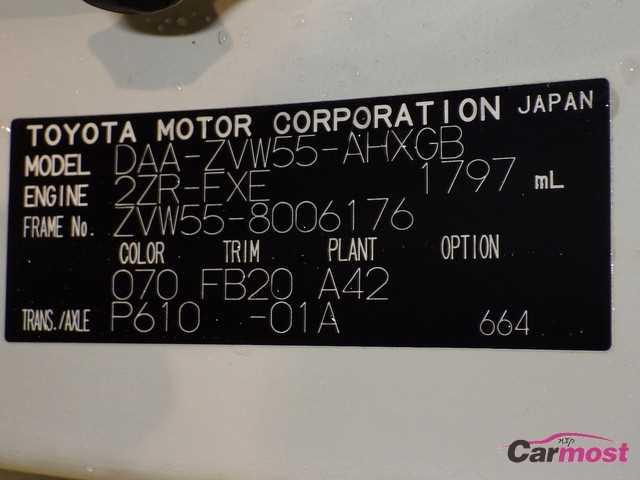 TOYOTA MOTOR CORPORATION JAPAN
MODEL DAA-ZVW55-AHXGB
ENGINE 2ZR-FXE 1797 mL
FRAME No. ZVW55-8006176
COLOR TRIM PLANT OPTION
070 FB20 A42
TRANS./AXLE P610 -01A 664
Carmost